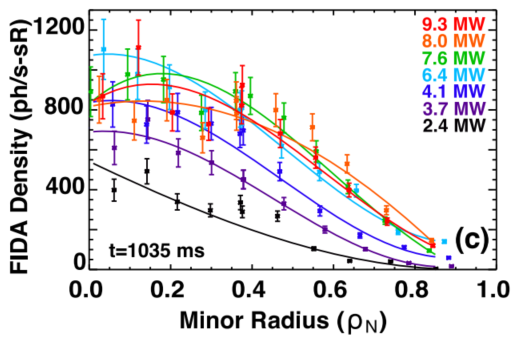 1200
800
400
0
FIDA Density (ph/s-sR)
9.3 MW
8.0 MW
7.6 MW
6.4 MW
4.1 MW
3.7 MW
2.4 MW
t=1035 ms
(c)
0.0 0.2 0.4 0.6 0.8 1.0
Minor Radius (ρN)